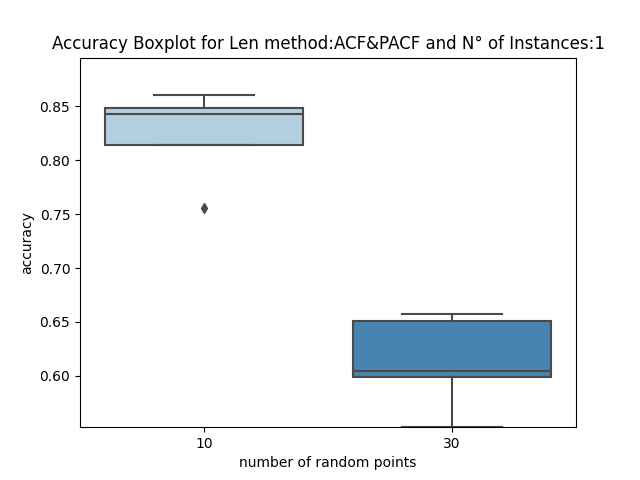 Accuracy Boxplot for Len method:ACF&PACF and N° of Instances:1
0.85
0.80
0.75
0.70
0.65
0.60
accuracy
10
30
number of random points